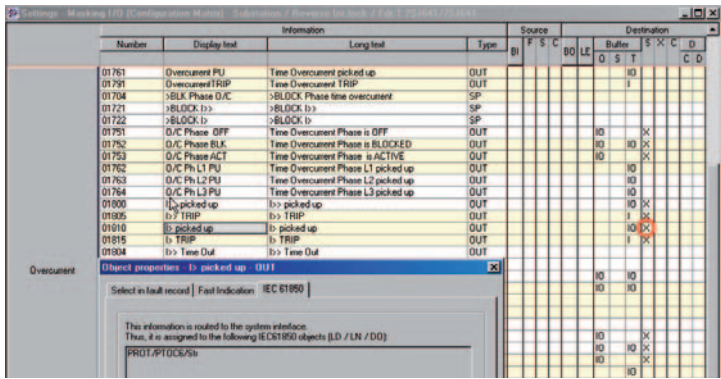 Settings - Masking I/O (Configuration Matrix) Substation / Reverse Interlock / Fdr1
Information Source Destination
Number Display text Long text Type BI F S C BO LE Buffer S X C D
O S T C D
01761 Overcurrent PU Time Overcurrent picked up OUT IO
01791 OvercurrentTRIP Time Overcurrent TRIP OUT I
01704 >BLK Phase O/C >BLOCK Phase time overcurrent SP
01721 >BLOCK I>> >BLOCK I>> SP
01722 >BLOCK I> >BLOCK I> SP
01751 O/C Phase OFF Time Overcurrent Phase is OFF OUT IO X
01752 O/C Phase BLK Time Overcurrent Phase is BLOCKED OUT IO IO X
01753 O/C Phase ACT Time Overcurrent Phase is ACTIVE OUT IO X
01762 O/C Ph L1 PU Time Overcurrent Phase L1 picked up OUT IO
01763 O/C Ph L2 PU Time Overcurrent Phase L2 picked up OUT IO
01764 O/C Ph L3 PU Time Overcurrent Phase L3 picked up OUT IO
01800 picked up I>> picked up OUT IO X
01805 I>> TRIP I>> TRIP OUT I X
01810 I> picked up I> picked up OUT IO X
01815 I> TRIP I> TRIP OUT I X
01804 I>> Time Out I>> Time Out OUT
Overcurrent
Object properties - I> picked up - OUT
IO IO
Select in fault record Fast Indication IEC 61850
IO IO
This information is routed to the system interface.
Thus, it is assigned to the following IEC61850 objects (LD / LN / DO):
IO X
PROT/PTOC6/Str
IO IO X
IO X
IO